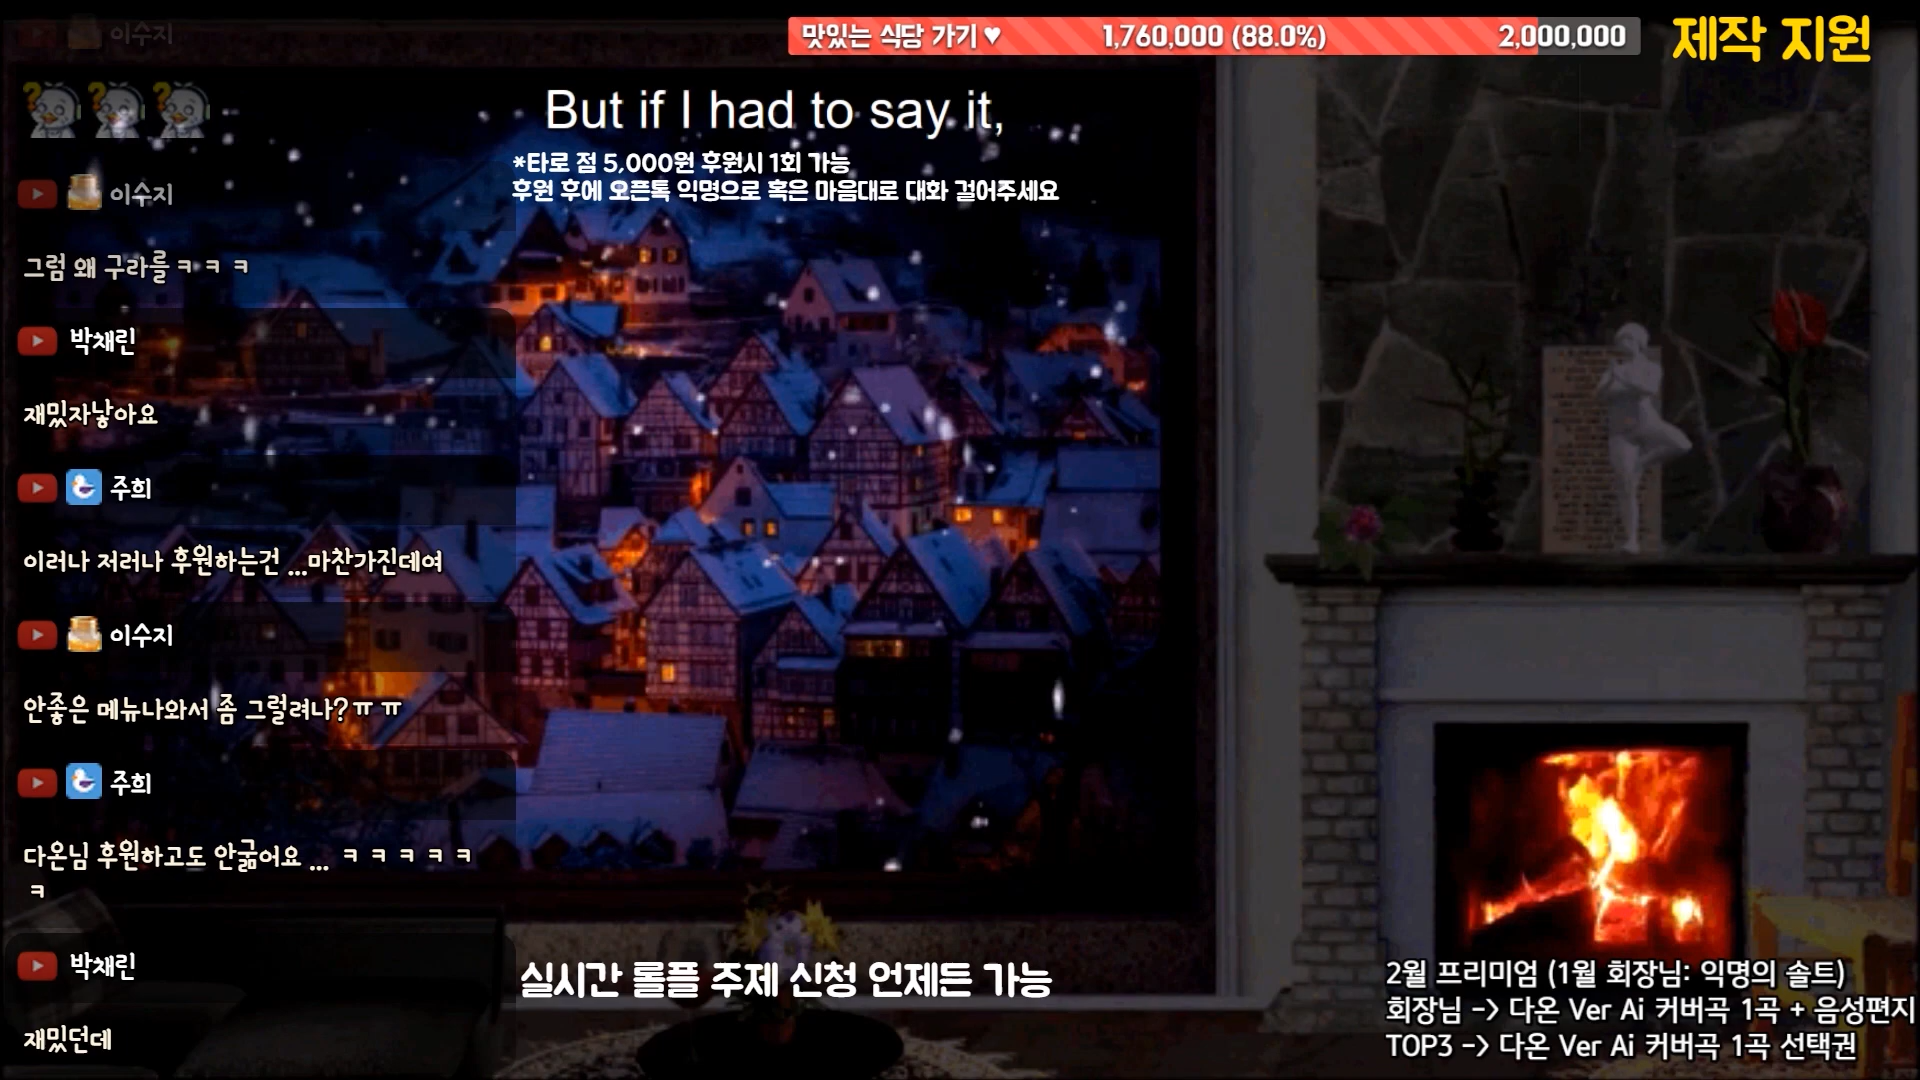 이수지
맛있는 식당 가기 ♥ 1,760,000 (88.0%) 2,000,000
제작 지원
But if I had to say it,
*타로 점 5,000원 후원시 1회 가능
후원 후에 오픈톡 익명으로 혹은 마음대로 대화 걸어주세요
이수지
그럼 왜 구라를 ㅋ ㅋ ㅋ
박채린
재밌자낳아요
주희
이러나 저러나 후원하는건 ...마찬가진데여
이수지
안좋은 메뉴나와서 좀 그럴려나?ㅠ ㅠ
주희
다온님 후원하고도 안굶어요 ... ㅋ ㅋ ㅋ ㅋ ㅋ
ㅋ
박채린
재밌던데
실시간 롤플 주제 신청 언제든 가능
2월 프리미엄 (1월 회장님: 익명의 솔트)
회장님 -> 다온 Ver Ai 커버곡 1곡 + 음성편지
TOP3 -> 다온 Ver Ai 커버곡 1곡 선택권